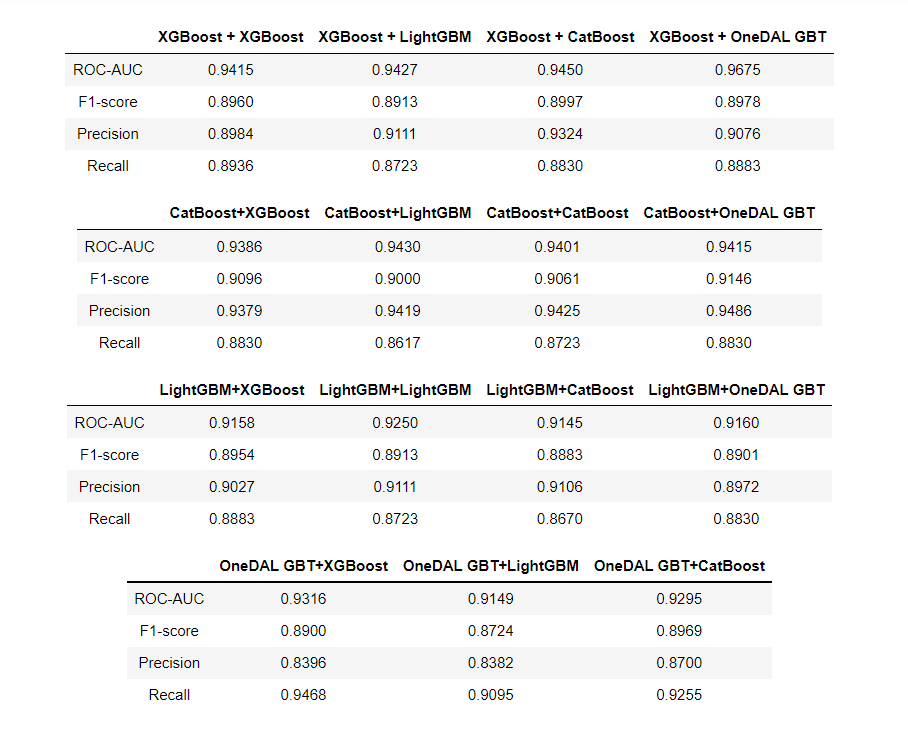 XGBoost + XGBoost XGBoost + LightGBM XGBoost + CatBoost XGBoost + OneDAL GBT
ROC-AUC 0.9415 0.9427 0.9450 0.9675
F1-score 0.8960 0.8913 0.8997 0.8978
Precision 0.8984 0.9111 0.9324 0.9076
Recall 0.8936 0.8723 0.8830 0.8883
CatBoost+XGBoost CatBoost+LightGBM CatBoost+CatBoost CatBoost+OneDAL GBT
ROC-AUC 0.9386 0.9430 0.9401 0.9415
F1-score 0.9096 0.9000 0.9061 0.9146
Precision 0.9379 0.9419 0.9425 0.9486
Recall 0.8830 0.8617 0.8723 0.8830
LightGBM+XGBoost LightGBM+LightGBM LightGBM+CatBoost LightGBM+OneDAL GBT
ROC-AUC 0.9158 0.9250 0.9145 0.9160
F1-score 0.8954 0.8913 0.8883 0.8901
Precision 0.9027 0.9111 0.9106 0.8972
Recall 0.8883 0.8723 0.8670 0.8830
OneDAL GBT+XGBoost OneDAL GBT+LightGBM OneDAL GBT+CatBoost
ROC-AUC 0.9316 0.9149 0.9295
F1-score 0.8900 0.8724 0.8969
Precision 0.8396 0.8382 0.8700
Recall 0.9468 0.9095 0.9255